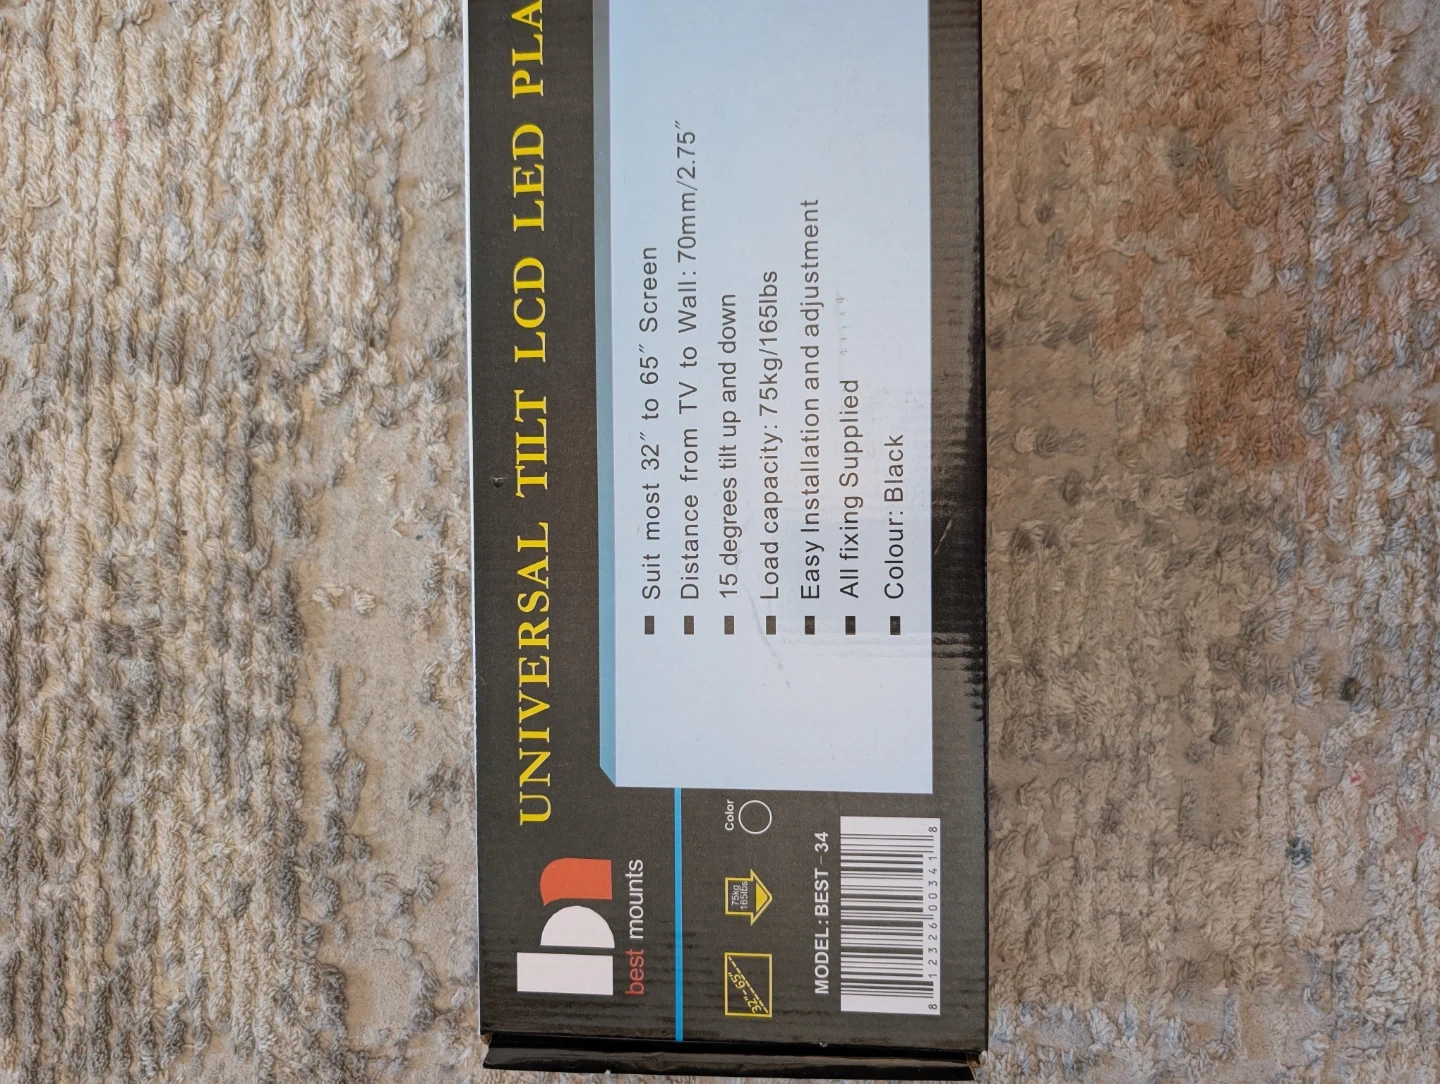 UNIVERSAL TILT LCD LED PLA
best mounts
Suit most 32″ to 65″ Screen
Distance from TV to Wall: 70mm/2.75″
15 degrees tilt up and down
Load capacity: 75kg/165lbs
Easy Installation and adjustment
All fixing Supplied
Colour: Black
32″-65″
75kg
165lbs
Color
MODEL: BEST-34
8 12326 00341 8